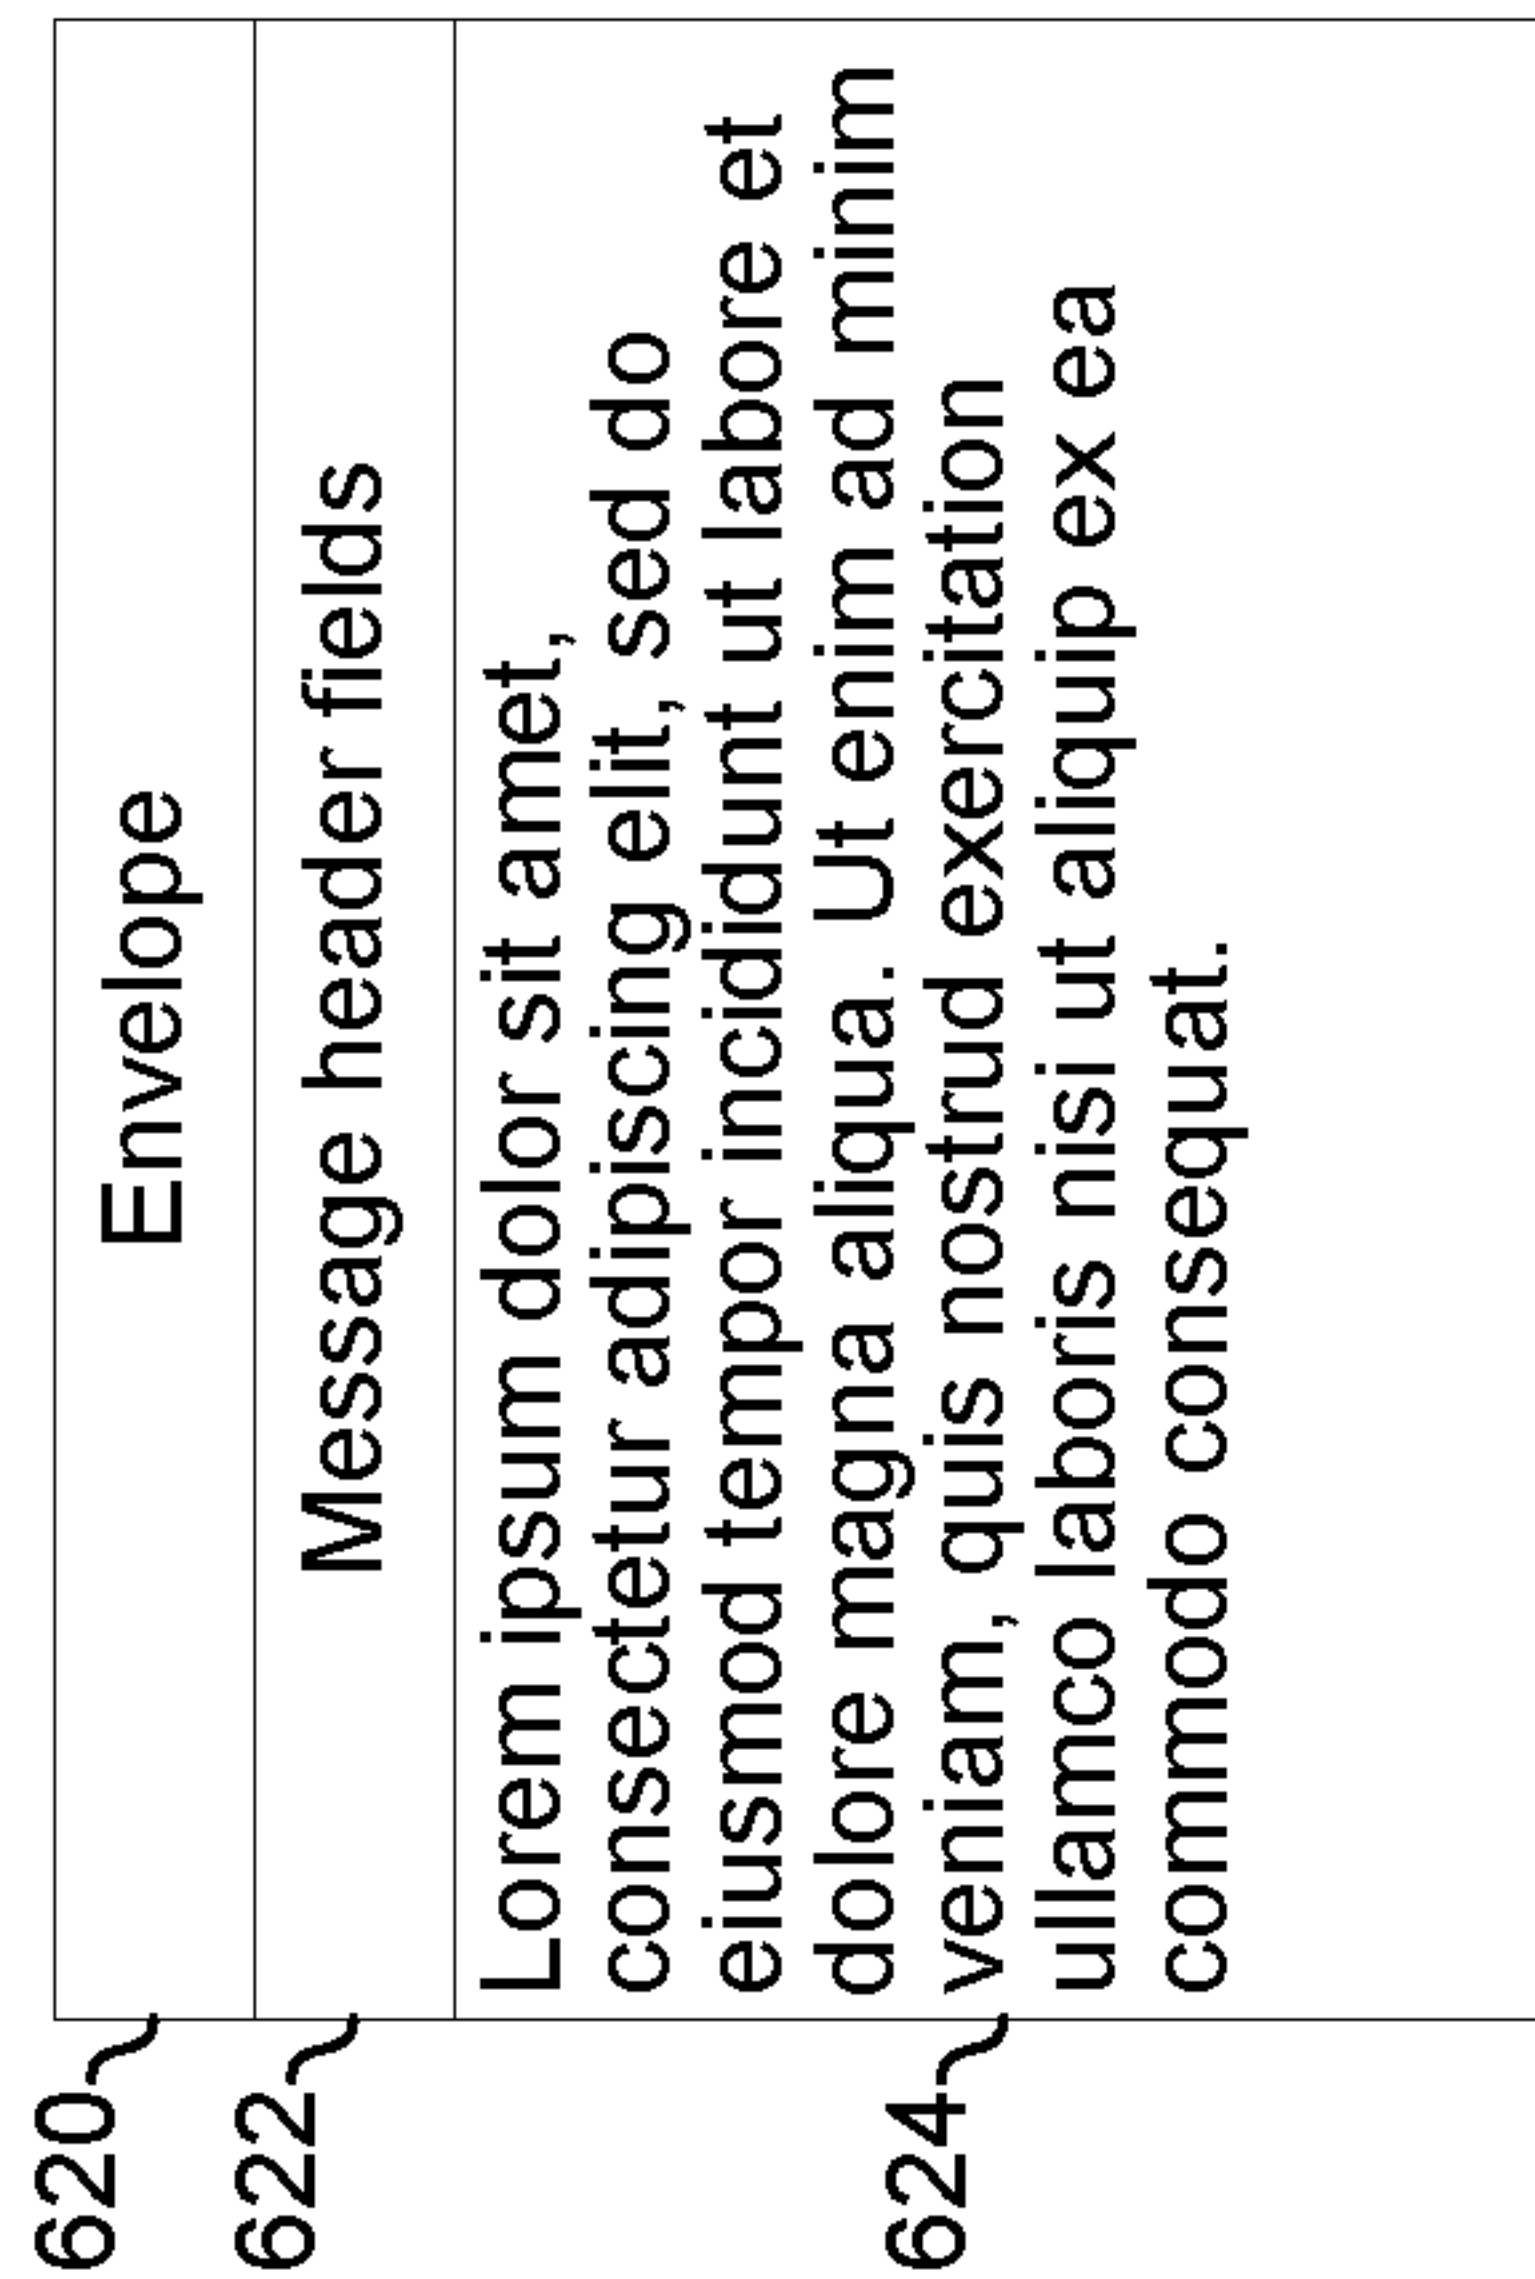 620
Envelope
622
Message header fields
624
Lorem ipsum dolor sit amet,
consectetur adipiscing elit, sed do
eiusmod tempor incididunt ut labore et
dolore magna aliqua. Ut enim ad minim
veniam, quis nostrud exercitation
ullamco laboris nisi ut aliquip ex ea
commodo consequat.